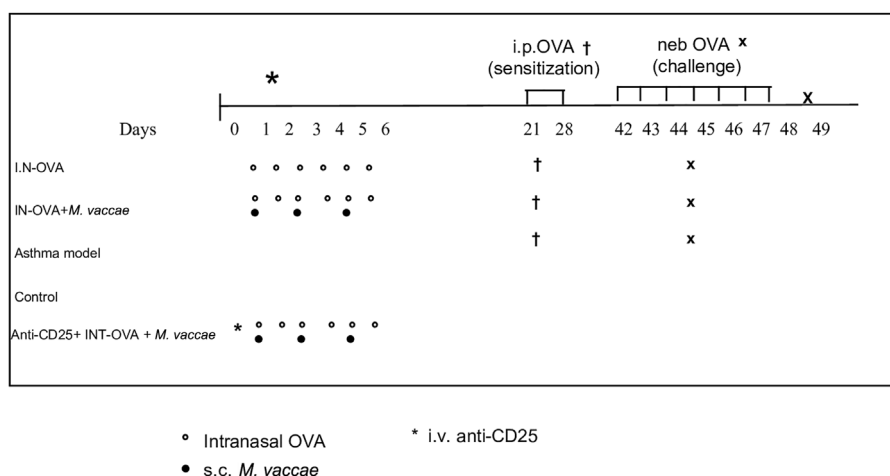 i.p.OVA †
(sensitization)
neb OVA x
(challenge)
*
x
Days 0 1 2 3 4 5 6 21 28 42 43 44 45 46 47 48 49
I.N-OVA † x
IN-OVA+M. vaccae † x
Asthma model † x
Control
Anti-CD25+ INT-OVA + M. vaccae *
Intranasal OVA
* i.v. anti-CD25
s.c. M. vaccae